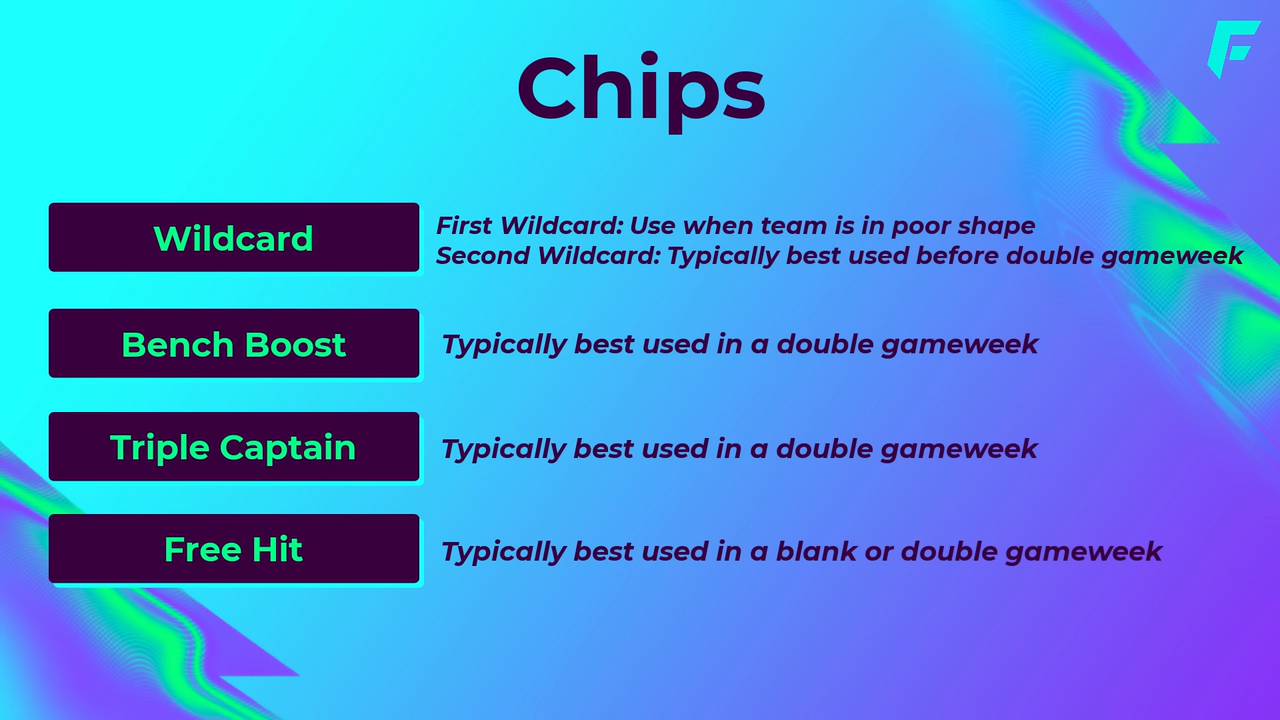 Chips
Wildcard
First Wildcard: Use when team is in poor shape
Second Wildcard: Typically best used before double gameweek
Bench Boost
Typically best used in a double gameweek
Triple Captain
Typically best used in a double gameweek
Free Hit
Typically best used in a blank or double gameweek